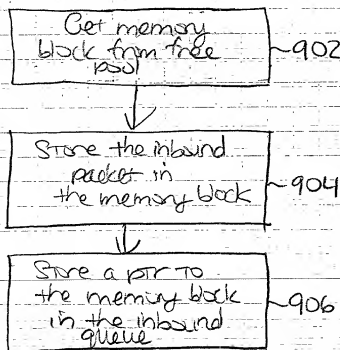 Get memory
block from free
pool
902
Store the inbound
packet in
the memory block
904
Store a ptr to
the memory block
in the inbound
queue
906